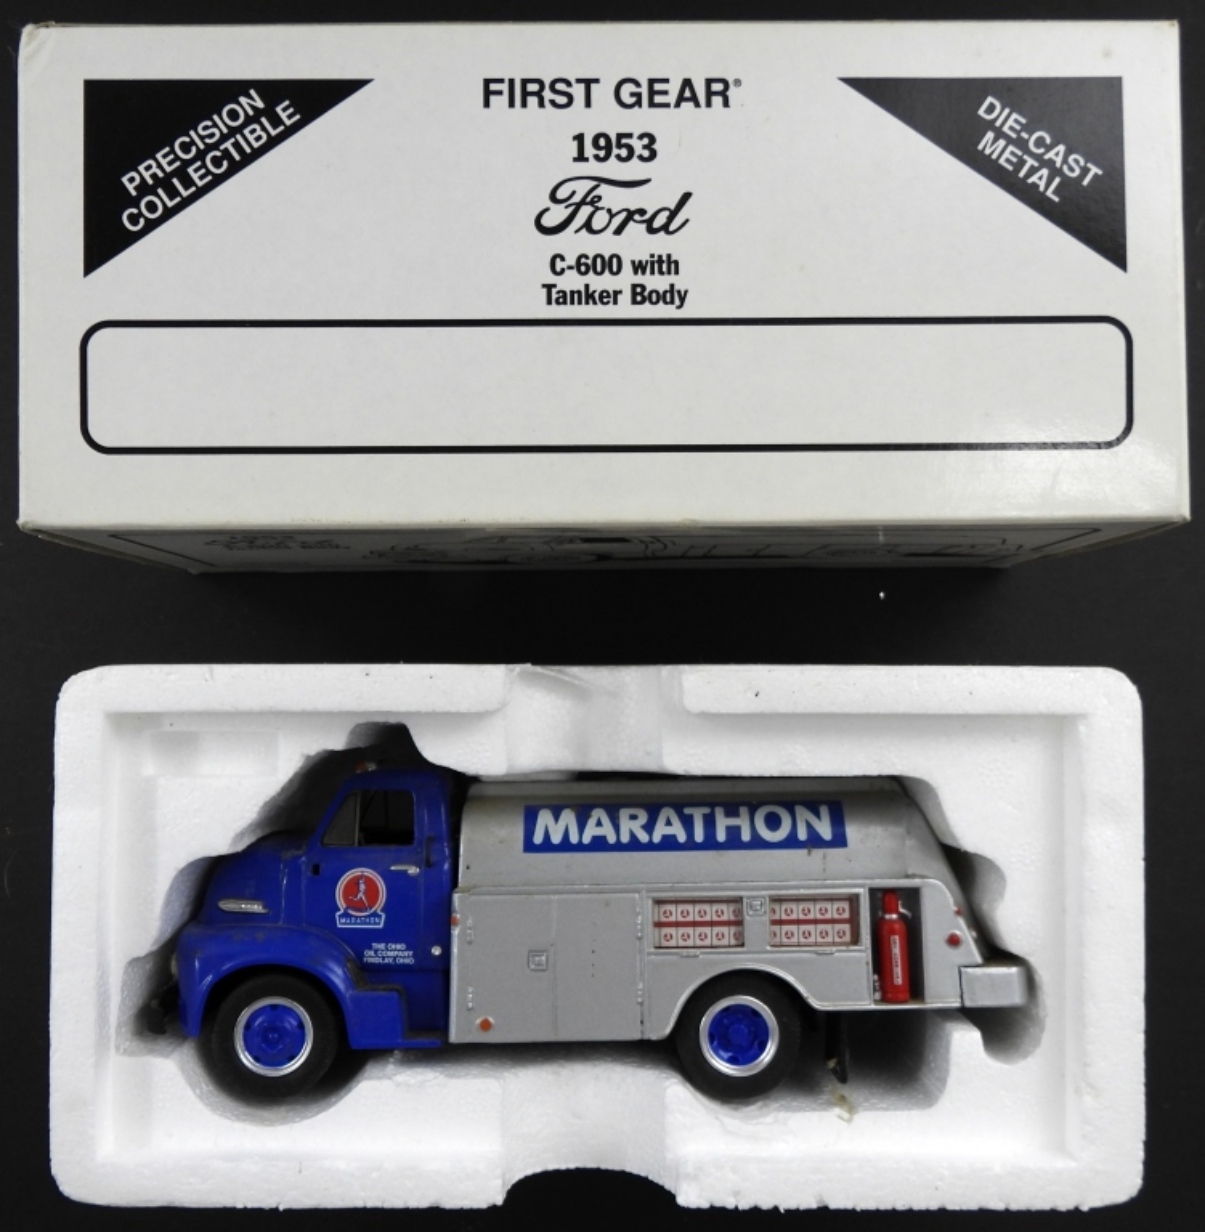 PRECISION
COLLECTIBLE
FIRST GEAR®
1953
Ford
C-600 with
Tanker Body
DIE-CAST
METAL
MARATHON
MARATHON
THE OHIO
OIL COMPANY
FINDLAY, OHIO